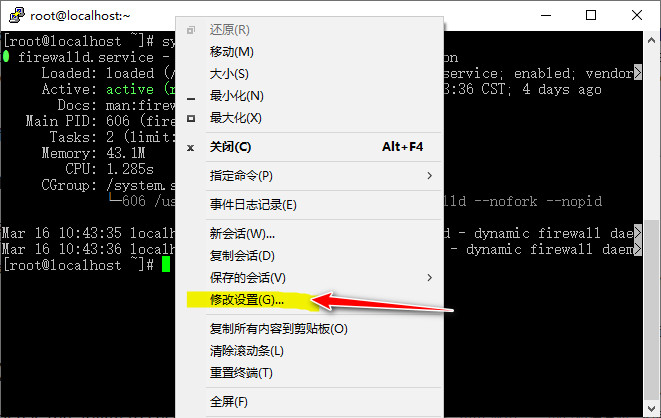 root@localhost:~
[root@localhost ~]# sy
firewalld.service - on
Loaded: loaded (/ service; enabled; vendor>
Active: active (r 3:36 CST; 4 days ago
Docs: man:firew
Main PID: 606 (fire
Tasks: 2 (limit:
Memory: 43.1M
CPU: 1.285s
CGroup: /system.s
└─606 /us lld --nofork --nopid
Mar 16 10:43:35 localh d - dynamic firewall dae>
Mar 16 10:43:36 localh - dynamic firewall daem>
[root@localhost ~]#
还原(R)
移动(M)
大小(S)
最小化(N)
最大化(X)
关闭(C) Alt+F4
指定命令(P)
事件日志记录(E)
新会话(W)...
复制会话(D)
保存的会话(V)
修改设置(G)...
复制所有内容到剪贴板(O)
清除滚动条(L)
重置终端(T)
全屏(F)